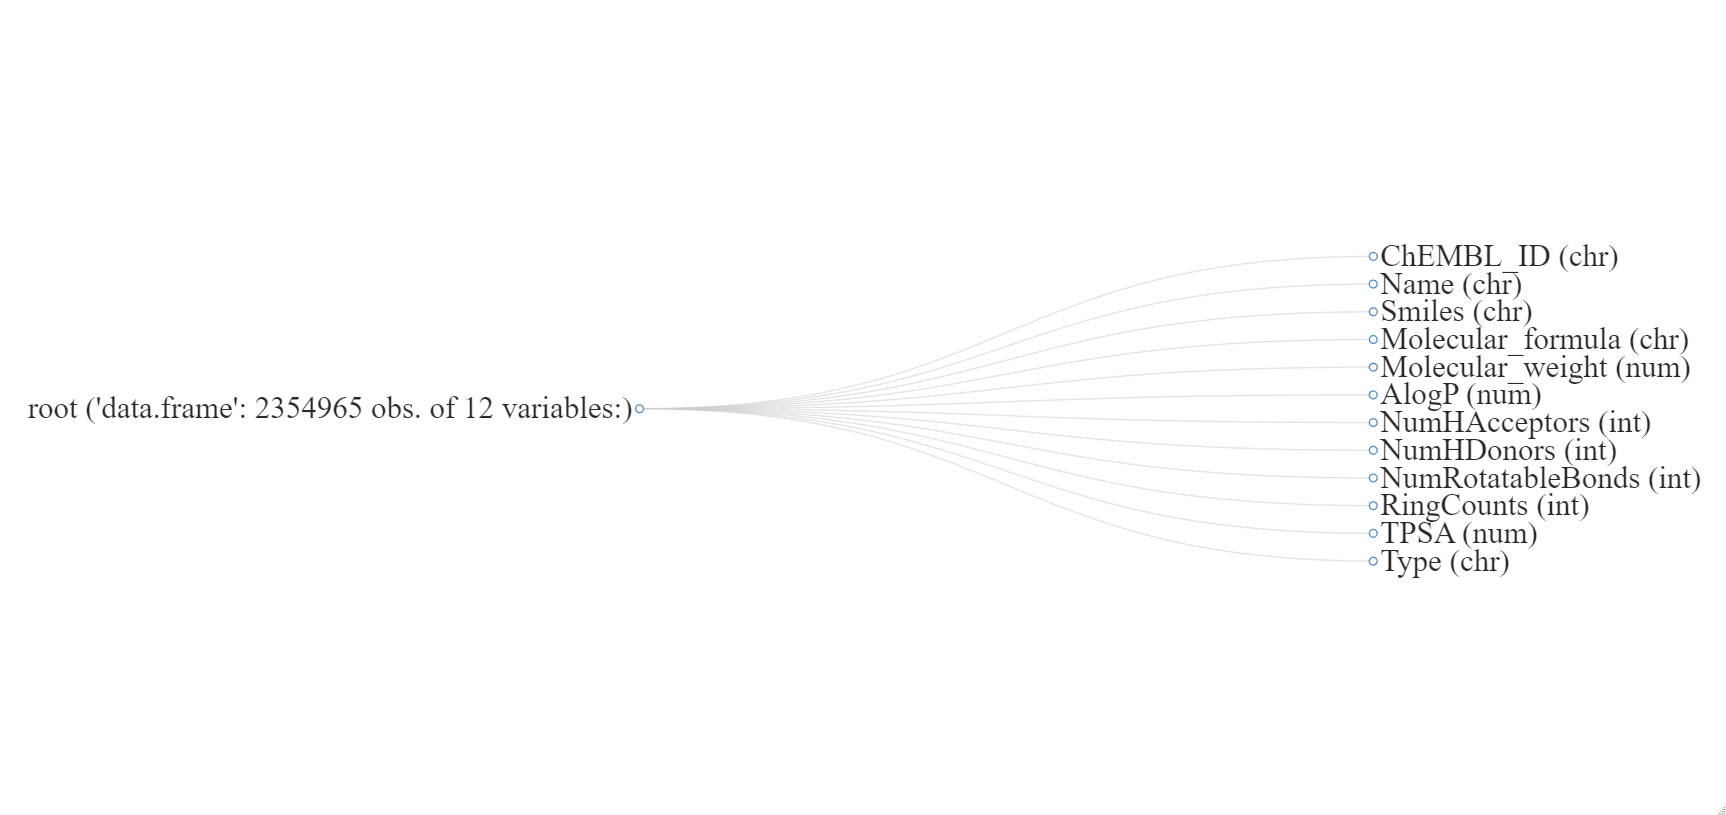 root ('data.frame': 2354965 obs. of 12 variables:)
ChEMBL_ID (chr)
Name (chr)
Smiles (chr)
Molecular_formula (chr)
Molecular_weight (num)
AlogP (num)
NumHAcceptors (int)
NumHDonors (int)
NumRotatableBonds (int)
RingCounts (int)
TPSA (num)
Type (chr)